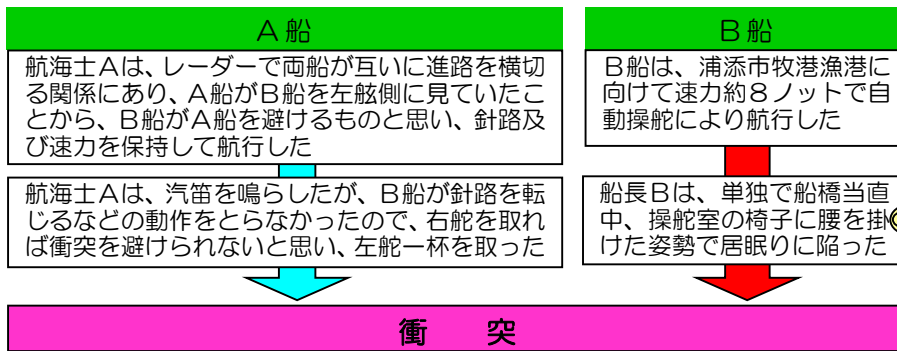 A船
航海士Aは、レーダーで両船が互いに進路を横切
る関係にあり、A船がB船を左舷側に見ていたこ
とから、B船がA船を避けるものと思い、針路及
び速力を保持して航行した
航海士Aは、汽笛を鳴らしたが、B船が針路を転
じるなどの動作をとらなかったので、右舵を取れ
ば衝突を避けられないと思い、左舵一杯を取った
B船
B船は、浦添市牧港漁港に
向けて速力約8ノットで自
動操舵により航行した
船長Bは、単独で船橋当直
中、操舵室の椅子に腰を掛
けた姿勢で居眠りに陥った
衝 突